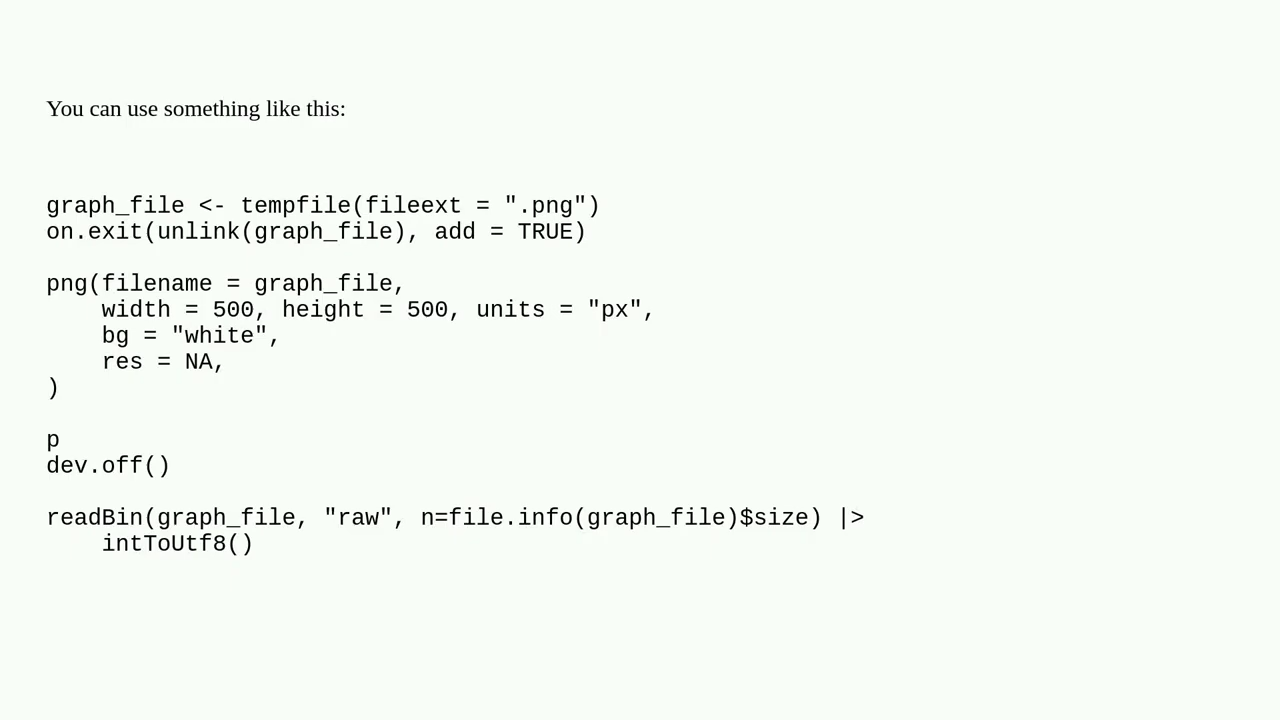 You can use something like this:
graph_file <- tempfile(fileext = ".png")
on.exit(unlink(graph_file), add = TRUE)
png(filename = graph_file,
    width = 500, height = 500, units = "px",
    bg = "white",
    res = NA,
)
p
dev.off()
readBin(graph_file, "raw", n=file.info(graph_file)$size) |>
    intToUtf8()